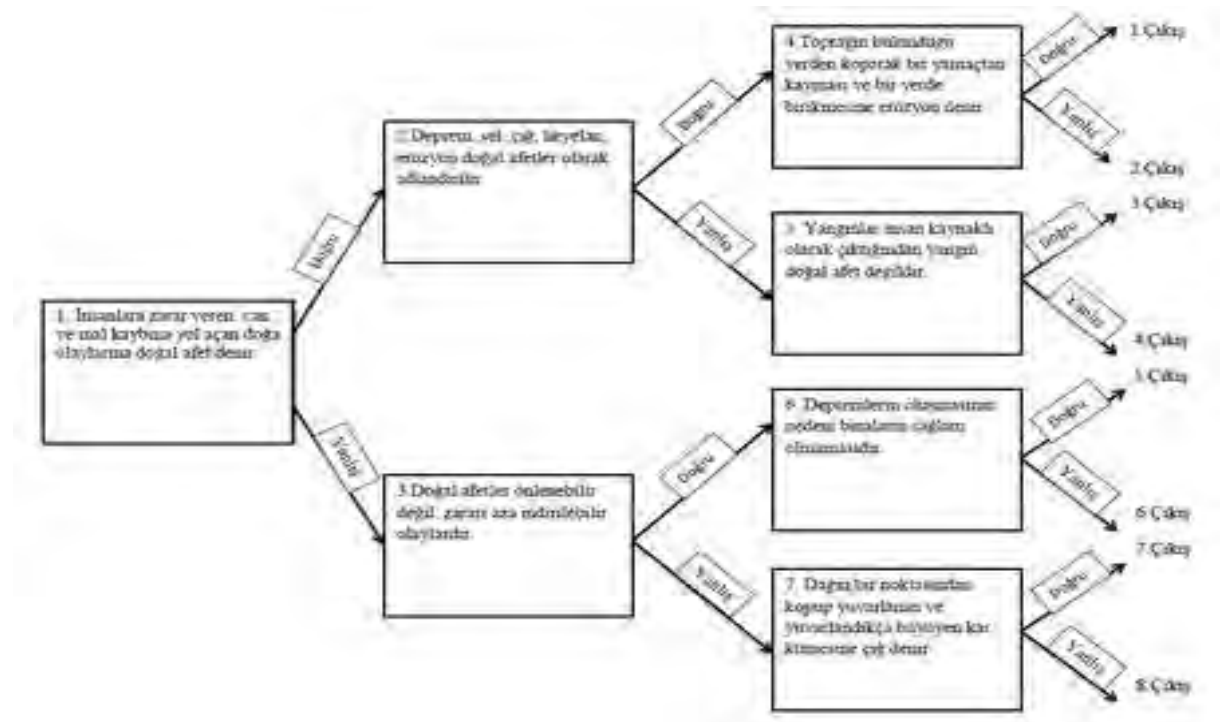 1. İnsanlara zarar veren, can
ve mal kaybına yol açan doğa
olaylarına doğal afet denir.
Doğru
Yanlış
2.Deprem, sel, çığ, heyelan,
erozyon doğal afetler olarak
adlandırılır.
Doğru
Yanlış
3.Doğal afetler önlenebilir
değil, zararı aza indirilebilir
olaylardır.
Doğru
Yanlış
4.Toprağın bulunduğu
yerden koparak bir yamaçtan
kayması ve bir yerde
birikmesine erozyon denir.
Doğru
Yanlış
1.Çıkış
2.Çıkış
5. Yangınlar insan kaynaklı
olarak çıktığından yangın
doğal afet değildir.
Doğru
Yanlış
3.Çıkış
4.Çıkış
6. Depremlerin oluşmasının
nedeni binaların sağlam
olmamasıdır.
Doğru
Yanlış
5.Çıkış
6.Çıkış
7. Dağın bir noktasından
kopup yuvarlanan ve
yuvarlandıkça büyüyen kar
kütlesine çığ denir.
Doğru
Yanlış
7.Çıkış
8.Çıkış